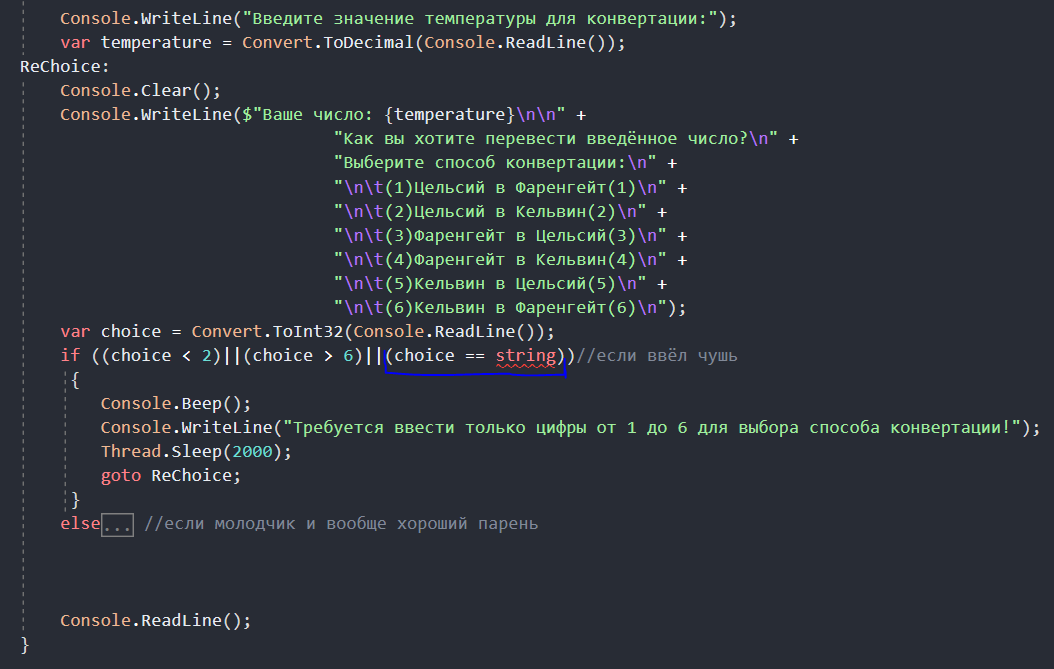 Console.WriteLine("Введите значение температуры для конвертации:");
var temperature = Convert.ToDecimal(Console.ReadLine());
ReChoice:
Console.Clear();
Console.WriteLine($"Ваше число: {temperature}\n\n" +
"Как вы хотите перевести введённое число?\n" +
"Выберите способ конвертации:\n" +
"\n\t(1)Цельсий в Фаренгейт(1)\n" +
"\n\t(2)Цельсий в Кельвин(2)\n" +
"\n\t(3)Фаренгейт в Цельсий(3)\n" +
"\n\t(4)Фаренгейт в Кельвин(4)\n" +
"\n\t(5)Кельвин в Цельсий(5)\n" +
"\n\t(6)Кельвин в Фаренгейт(6)\n");
var choice = Convert.ToInt32(Console.ReadLine());
if ((choice < 2)||(choice > 6)||(choice == string))//если ввёл чушь
{
Console.Beep();
Console.WriteLine("Требуется ввести только цифры от 1 до 6 для выбора способа конвертации!");
Thread.Sleep(2000);
goto ReChoice;
}
else... //если молодчик и вообще хороший парень
Console.ReadLine();
}